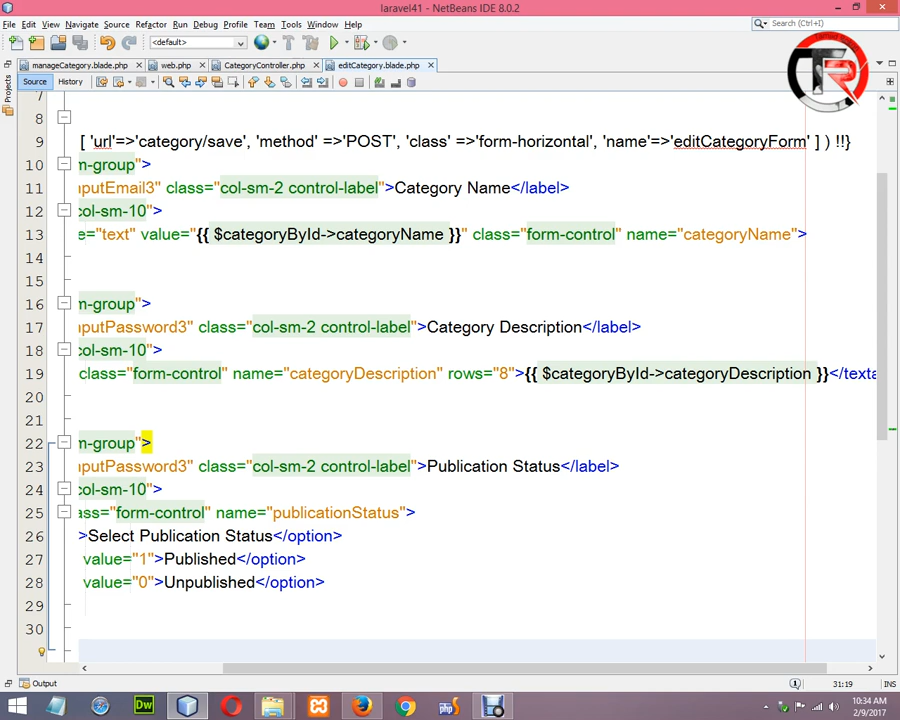 laravel41 - NetBeans IDE 8.0.2
File Edit View Navigate Source Refactor Run Debug Profile Team Tools Window Help
Search (Ctrl+I)
<default>
manageCategory.blade.php web.php CategoryController.php editCategory.blade.php
Source History
Projects
7
8
9 [ 'url'=>'category/save', 'method' =>'POST', 'class' =>'form-horizontal', 'name'=>'editCategoryForm' ] ) !!}
10 m-group">
11 nputEmail3" class="col-sm-2 control-label">Category Name</label>
12 col-sm-10">
13 e="text" value="{{ $categoryById->categoryName }}" class="form-control" name="categoryName">
14
15
16 m-group">
17 nputPassword3" class="col-sm-2 control-label">Category Description</label>
18 col-sm-10">
19 class="form-control" name="categoryDescription" rows="8">{{ $categoryById->categoryDescription }}</texta
20
21
22 m-group">
23 nputPassword3" class="col-sm-2 control-label">Publication Status</label>
24 col-sm-10">
25 ass="form-control" name="publicationStatus">
26 >Select Publication Status</option>
27 value="1">Published</option>
28 value="0">Unpublished</option>
29
30
Output
31:19 INS
10:34 AM
2/9/2017